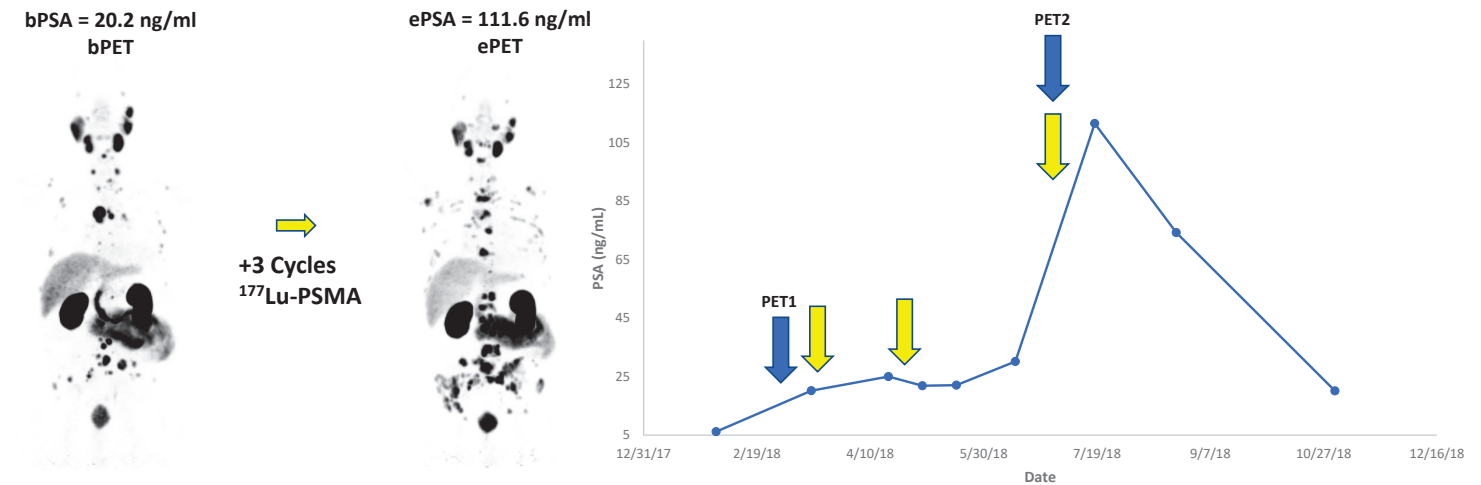 bPSA = 20.2 ng/ml
bPET
ePSA = 111.6 ng/ml
ePET
+3 Cycles
¹⁷⁷Lu-PSMA
PET2
PET1
PSA (ng/mL)
125
105
85
65
45
25
5
12/31/17 2/19/18 4/10/18 5/30/18 7/19/18 9/7/18 10/27/18 12/16/18
Date